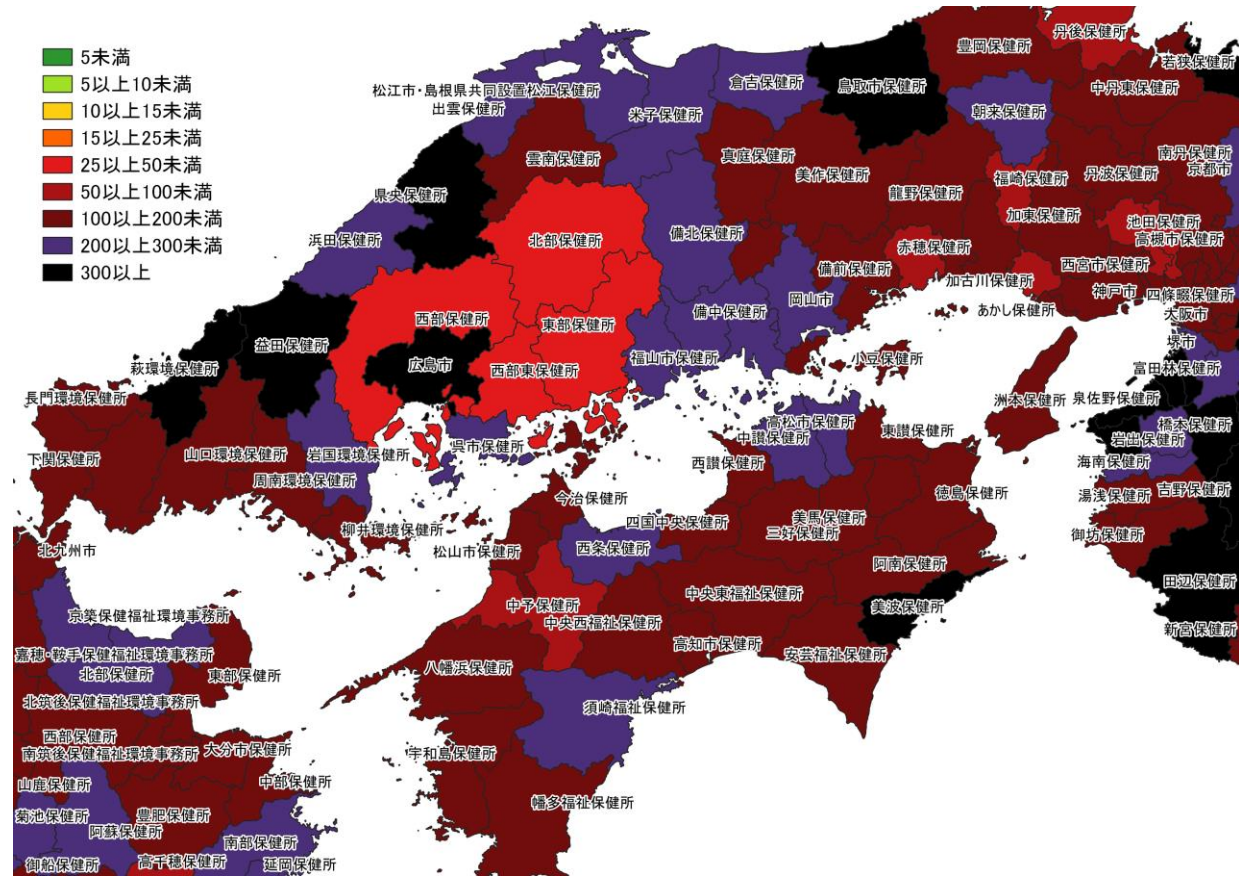 5未満
5以上10未満
10以上15未満
15以上25未満
25以上50未満
50以上100未満
100以上200未満
200以上300未満
300以上
丹後保健所
豊岡保健所
若狭保健所
松江市・島根県共同設置松江保健所
倉吉保健所
鳥取市保健所
中丹東保健所
出雲保健所
米子保健所
朝来保健所
雲南保健所
真庭保健所
美作保健所
南丹保健所
京都市
県央保健所
龍野保健所
福崎保健所
丹波保健所
浜田保健所
北部保健所
備北保健所
加東保健所
池田保健所
高槻市保健所
赤穂保健所
備前保健所
西宮市保健所
西部保健所
東部保健所
備中保健所
岡山市
加古川保健所
神戸市
四條畷保健所
あかし保健所
大阪市
益田保健所
広島市
西部東保健所
福山市保健所
小豆保健所
堺市
富田林保健所
萩環境保健所
長門環境保健所
洲本保健所
泉佐野保健所
橋本保健所
高松市保健所
呉市保健所
中讃保健所
東讃保健所
岩出保健所
下関保健所
山口環境保健所
岩国環境保健所
西讃保健所
海南保健所
周南環境保健所
今治保健所
徳島保健所
湯浅保健所
吉野保健所
柳井環境保健所
四国中央保健所
美馬保健所
三好保健所
御坊保健所
北九州市
松山市保健所
西条保健所
阿南保健所
田辺保健所
中予保健所
中央東福祉保健所
美波保健所
京築保健福祉環境事務所
中央西福祉保健所
新宮保健所
嘉穂・鞍手保健福祉環境事務所
高知市保健所
安芸福祉保健所
北部保健所
東部保健所
八幡浜保健所
北筑後保健福祉環境事務所
須崎福祉保健所
西部保健所
南筑後保健福祉環境事務所
大分市保健所
宇和島保健所
山鹿保健所
中部保健所
幡多福祉保健所
菊池保健所
阿蘇保健所
豊肥保健所
南部保健所
御船保健所
高千穂保健所
延岡保健所